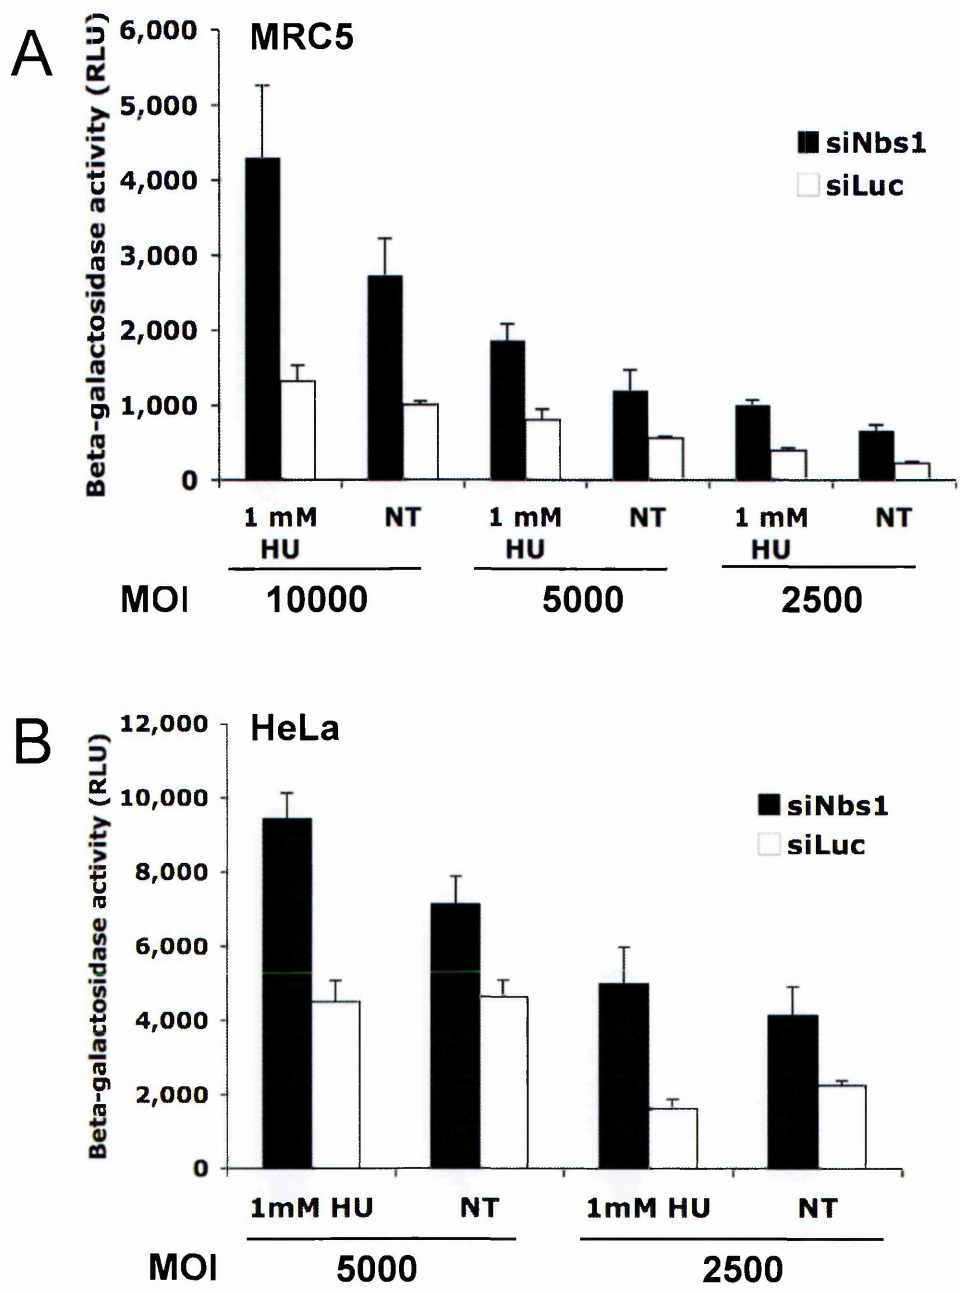 A
MRC5
Beta-galactosidase activity (RLU)
6,000
5,000
4,000
3,000
2,000
1,000
0
siNbs1
siLuc
1 mM HU
NT
1 mM HU
NT
1 mM HU
NT
MOI 10000 5000 2500
B
HeLa
Beta-galactosidase activity (RLU)
12,000
10,000
8,000
6,000
4,000
2,000
0
siNbs1
siLuc
1mM HU NT 1mM HU NT
MOI 5000 2500